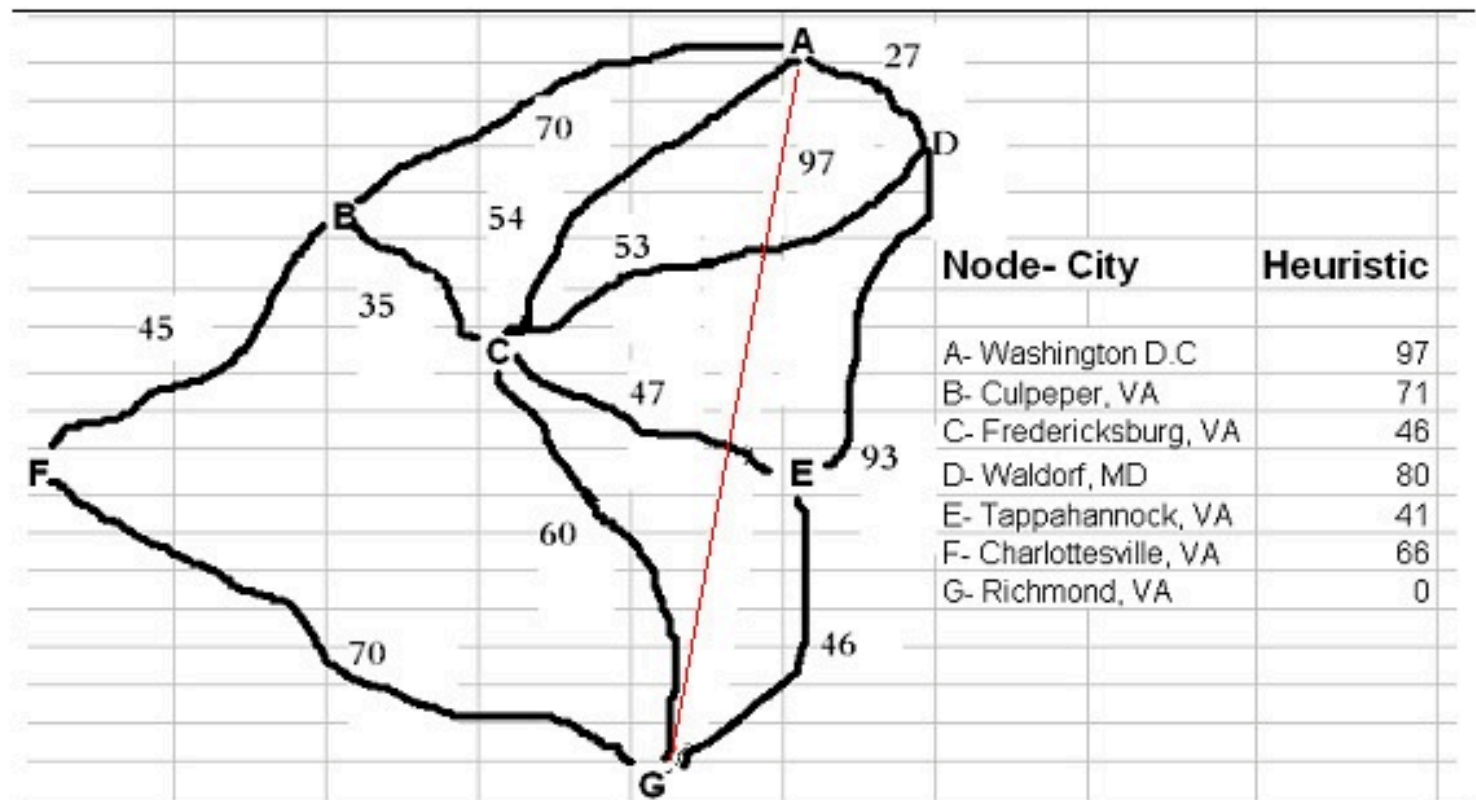 A
27
70
D
97
B
54
53
35
45
C
47
F
E
93
60
70
46
G
Node- City Heuristic
A- Washington D.C 97
B- Culpeper, VA 71
C- Fredericksburg, VA 46
D- Waldorf, MD 80
E- Tappahannock, VA 41
F- Charlottesville, VA 66
G- Richmond, VA 0